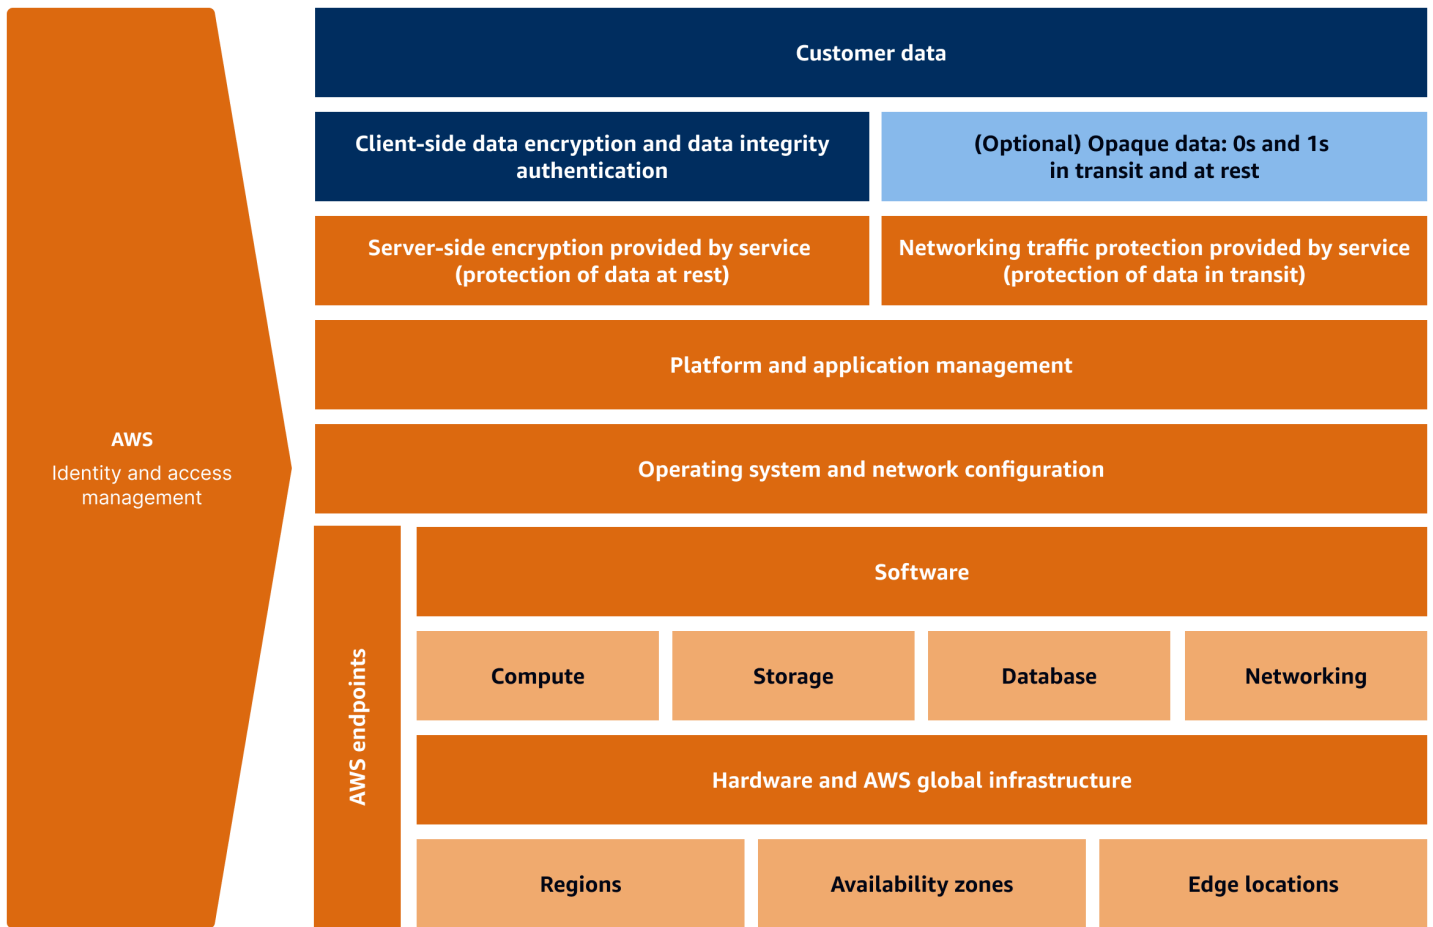 Customer data
Client-side data encryption and data integrity
authentication
(Optional) Opaque data: 0s and 1s
in transit and at rest
Server-side encryption provided by service
(protection of data at rest)
Networking traffic protection provided by service
(protection of data in transit)
Platform and application management
AWS
Identity and access
management
Operating system and network configuration
AWS endpoints
Software
Compute
Storage
Database
Networking
Hardware and AWS global infrastructure
Regions
Availability zones
Edge locations